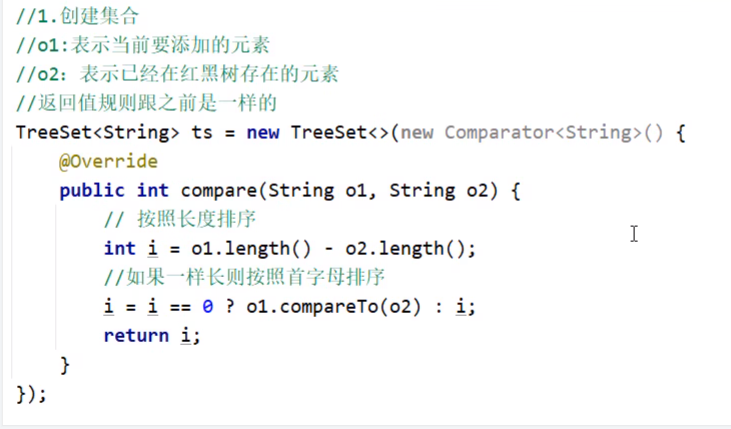 //1.创建集合
//o1:表示当前要添加的元素
//o2：表示已经在红黑树存在的元素
//返回值规则跟之前是一样的
TreeSet<String> ts = new TreeSet<>(new Comparator<String>() {
    @Override
    public int compare(String o1, String o2) {
        // 按照长度排序
        int i = o1.length() - o2.length();
        //如果一样长则按照首字母排序
        i = i == 0 ? o1.compareTo(o2) : i;
        return i;
    }
});